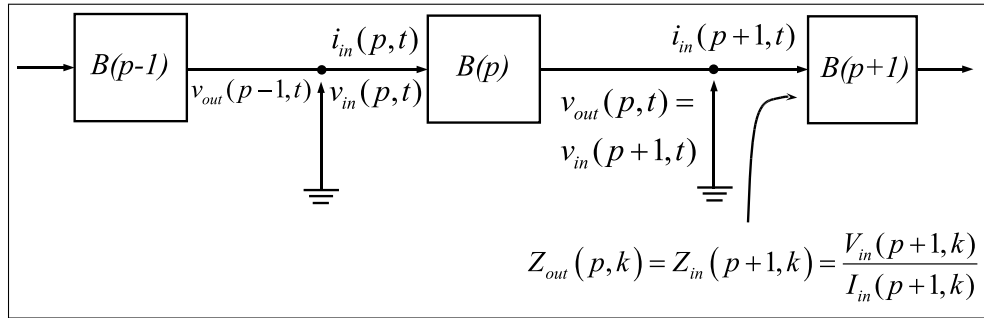 B(p-1)
i_in(p,t)
v_out(p−1,t)
v_in(p,t)
B(p)
i_in(p+1,t)
v_out(p,t)=
v_in(p+1,t)
B(p+1)
Z_out(p,k)=Z_in(p+1,k)=V_in(p+1,k)/I_in(p+1,k)